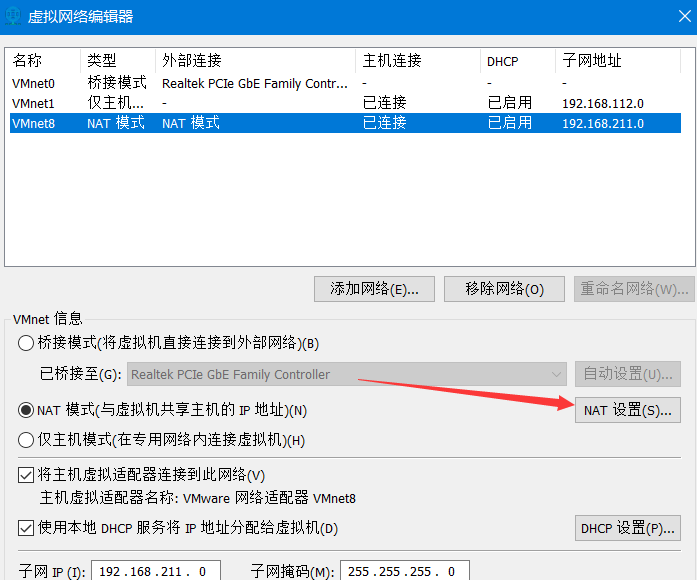 虚拟网络编辑器
名称 类型 外部连接 主机连接 DHCP 子网地址
VMnet0 桥接模式 Realtek PCIe GbE Family Contr... - - -
VMnet1 仅主机... - 已连接 已启用 192.168.112.0
VMnet8 NAT 模式 NAT 模式 已连接 已启用 192.168.211.0
添加网络(E)... 移除网络(O) 重命名网络(W)...
VMnet 信息
桥接模式(将虚拟机直接连接到外部网络)(B)
已桥接至(G): Realtek PCIe GbE Family Controller 自动设置(U)...
NAT 模式(与虚拟机共享主机的 IP 地址)(N) NAT 设置(S)...
仅主机模式(在专用网络内连接虚拟机)(H)
将主机虚拟适配器连接到此网络(V)
主机虚拟适配器名称: VMware 网络适配器 VMnet8
使用本地 DHCP 服务将 IP 地址分配给虚拟机(D) DHCP 设置(P)...
子网 IP (I): 192 . 168 . 211 . 0 子网掩码(M): 255 . 255 . 255 . 0